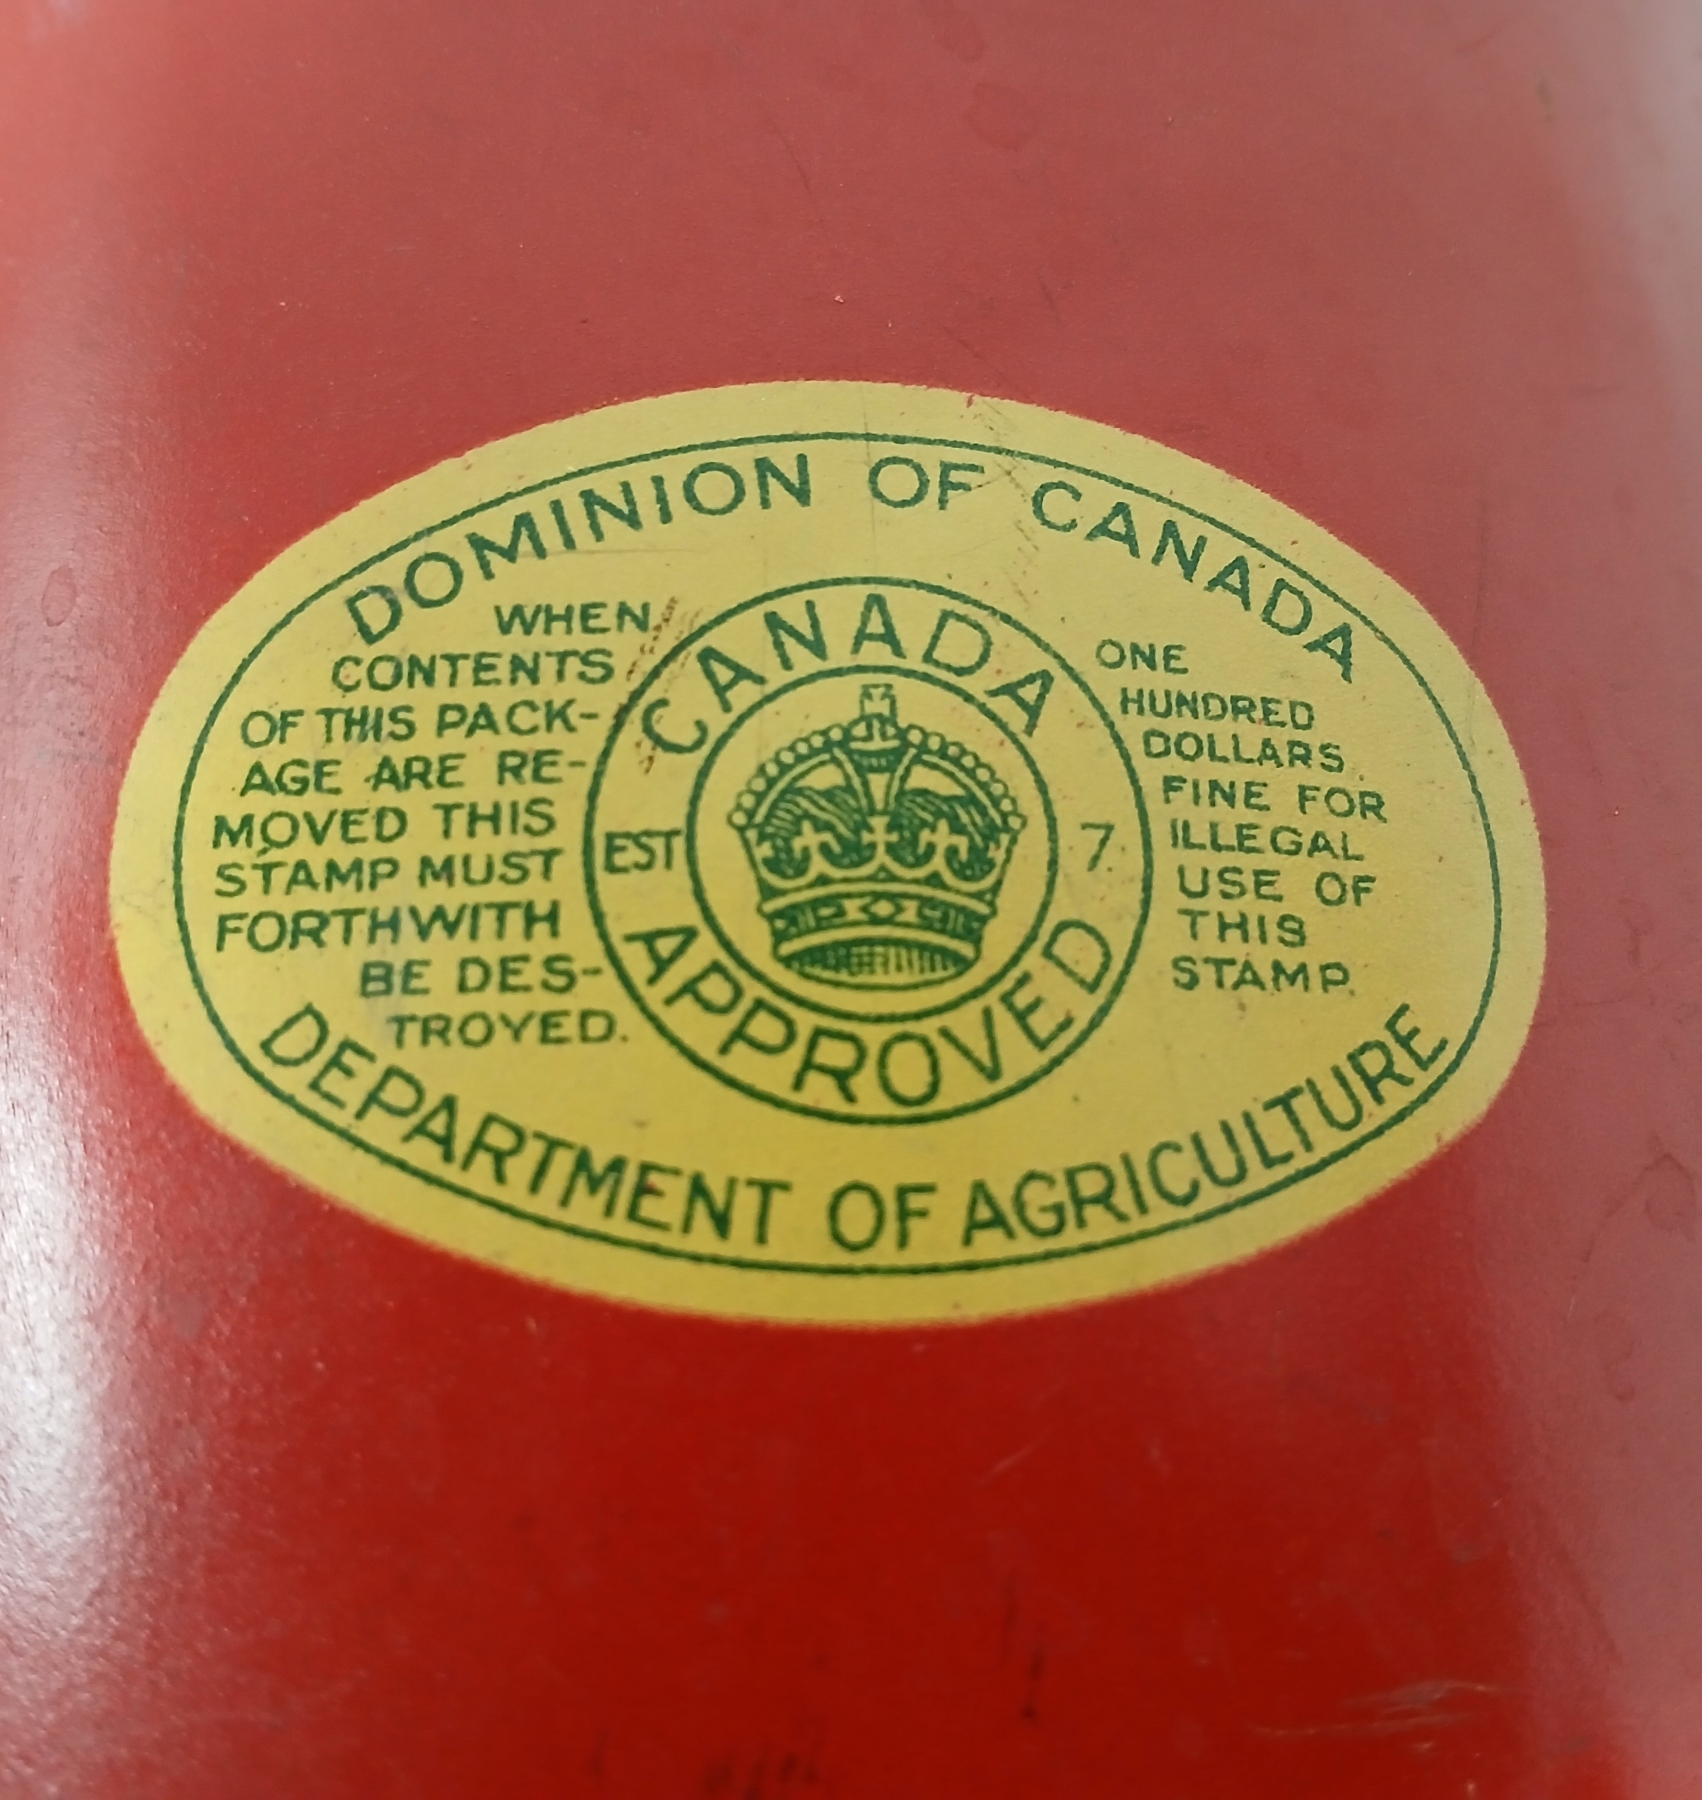 DOMINION OF CANADA
WHEN
CONTENTS
OF THIS PACK-
AGE ARE RE-
MOVED THIS
STAMP MUST
FORTHWITH
BE DES-
TROYED.
CANADA
EST 7
APPROVED
ONE
HUNDRED
DOLLARS
FINE FOR
ILLEGAL
USE OF
THIS
STAMP.
DEPARTMENT OF AGRICULTURE